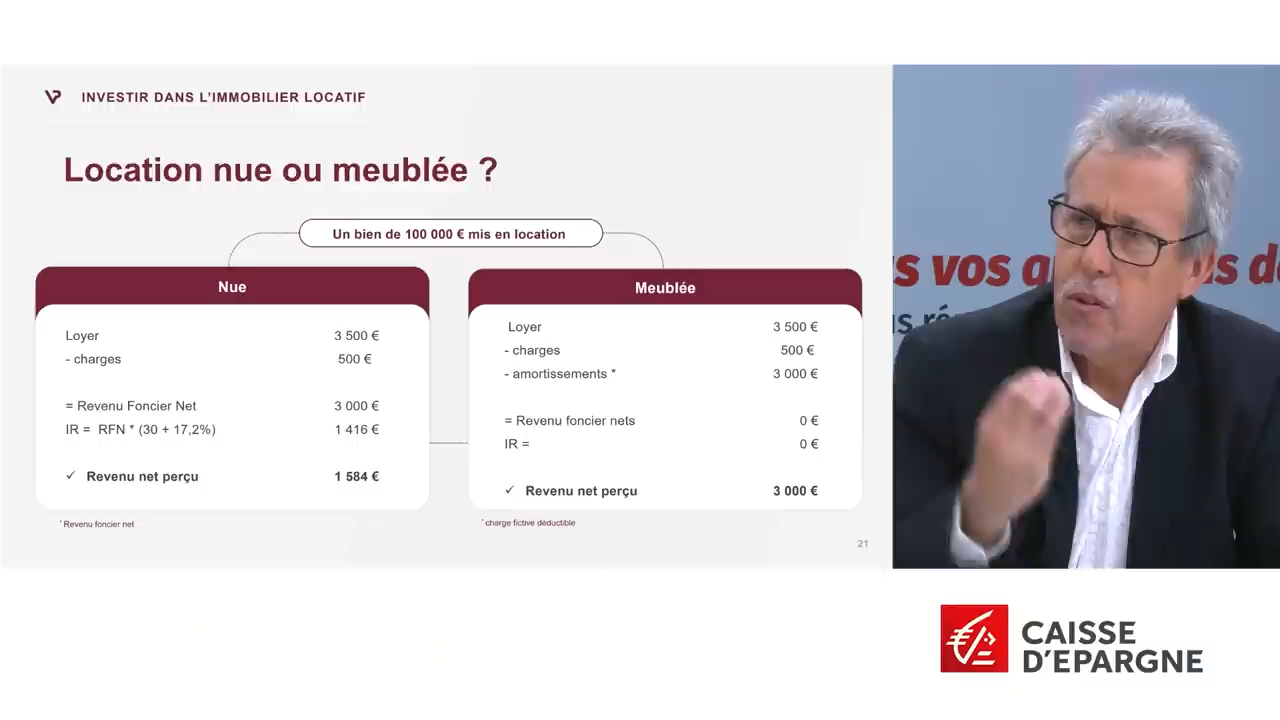 INVESTIR DANS L'IMMOBILIER LOCATIF
Location nue ou meublée ?
Un bien de 100 000 € mis en location
Nue
Loyer 3 500 €
- charges 500 €
= Revenu Foncier Net 3 000 €
IR = RFN * (30 + 17,2%) 1 416 €
✓ Revenu net perçu 1 584 €
* Revenu foncier net
Meublée
Loyer 3 500 €
- charges 500 €
- amortissements * 3 000 €
= Revenu foncier nets 0 €
IR = 0 €
✓ Revenu net perçu 3 000 €
* charge fictive déductible
21
vos
CAISSE
D'EPARGNE